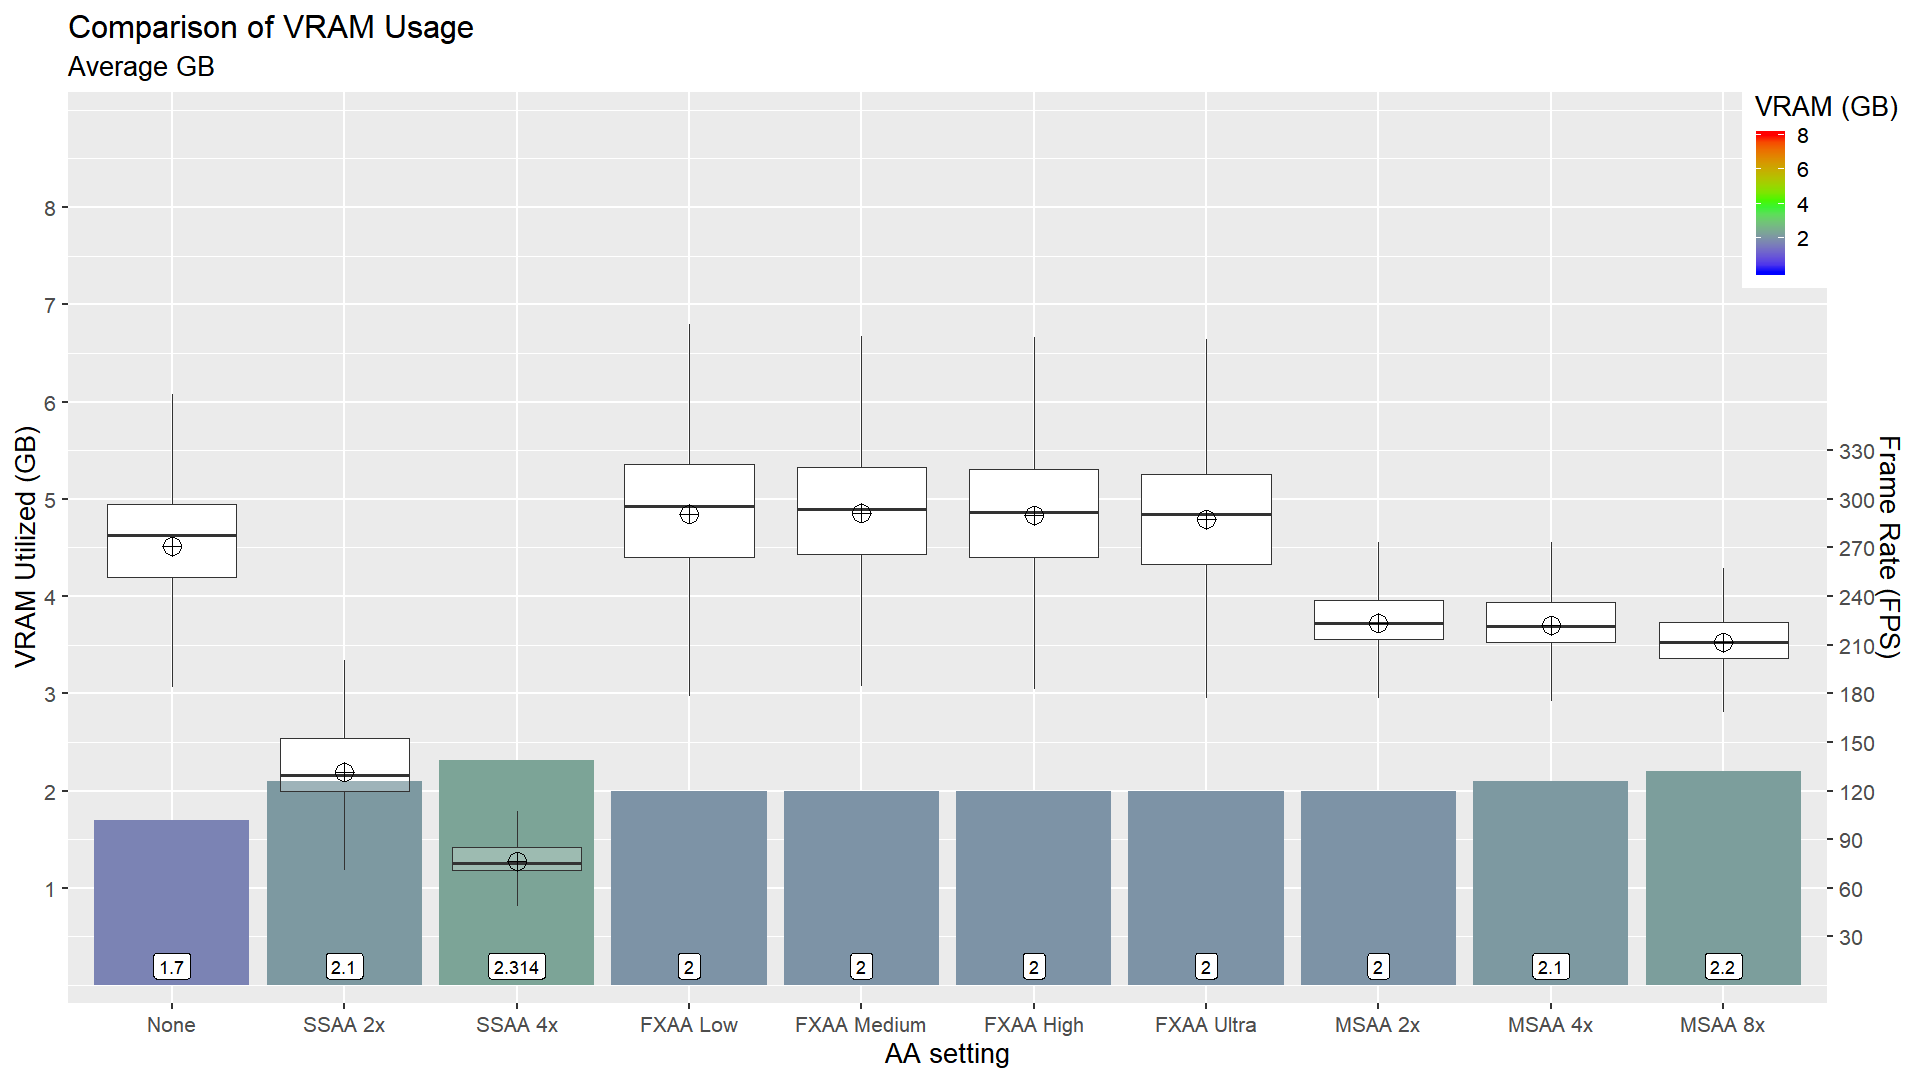 Comparison of VRAM Usage
Average GB
VRAM (GB)
8
6
4
2
VRAM Utilized (GB)
8
7
6
5
4
3
2
1
Frame Rate (FPS)
330
300
270
240
210
180
150
120
90
60
30
1.7
2.1
2.314
2
2
2
2
2
2.1
2.2
None
SSAA 2x
SSAA 4x
FXAA Low
FXAA Medium
FXAA High
FXAA Ultra
MSAA 2x
MSAA 4x
MSAA 8x
AA setting